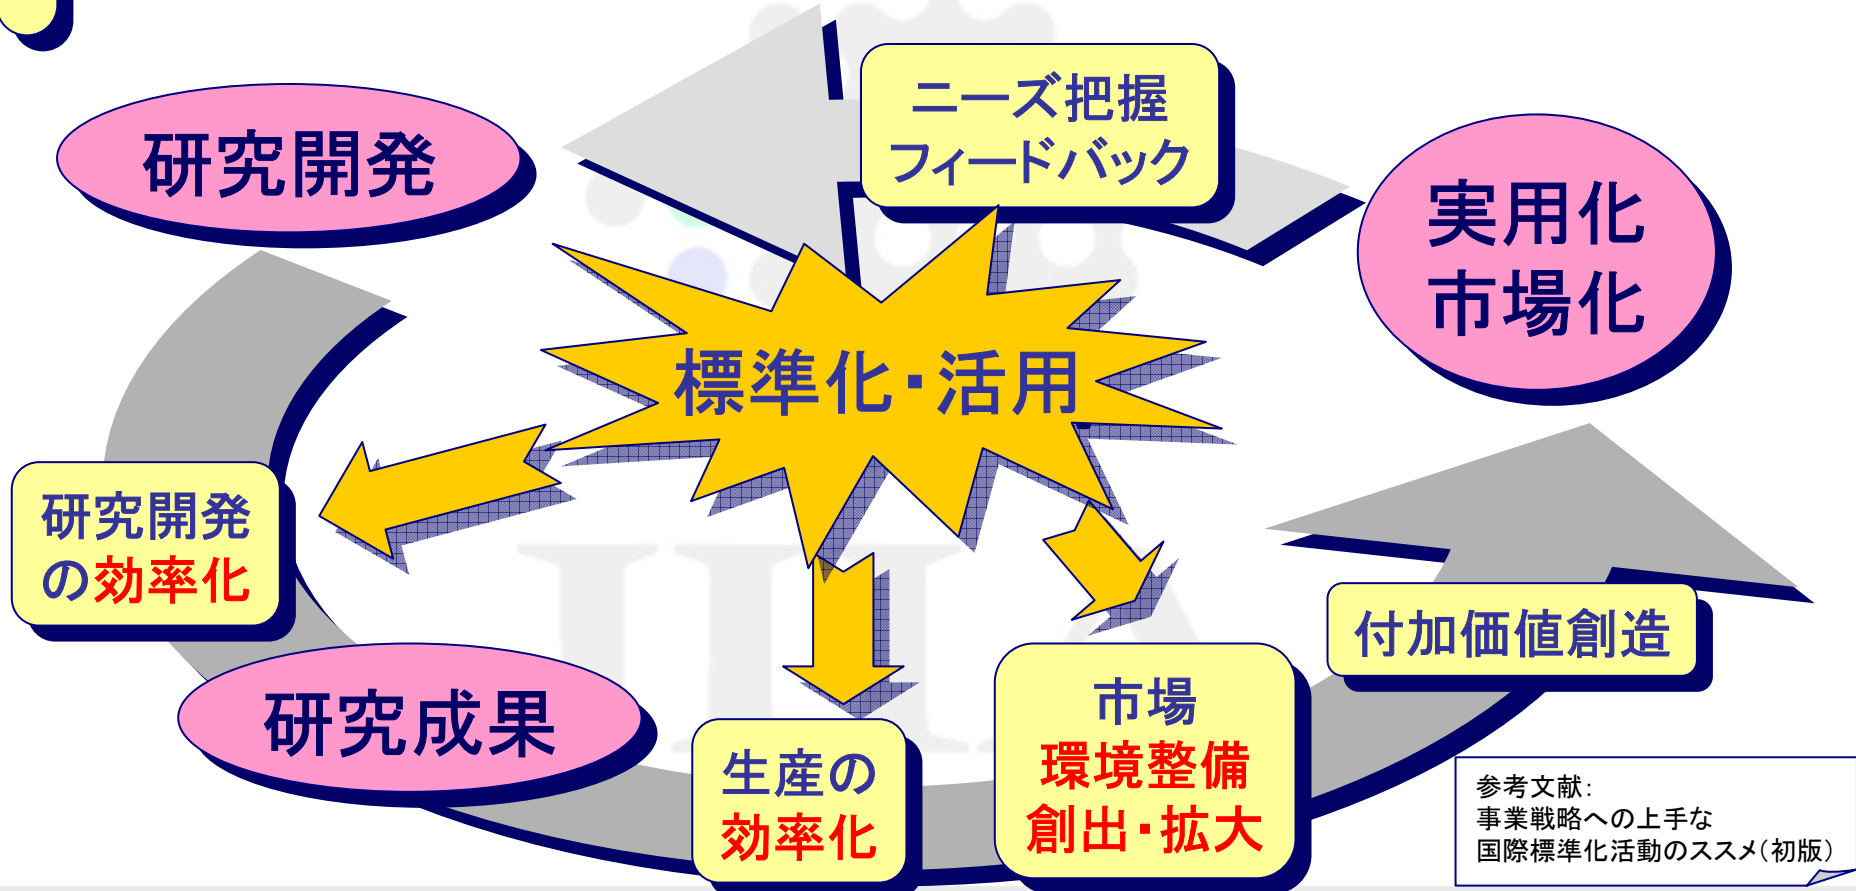 ニーズ把握
フィードバック
研究開発
実用化
市場化
標準化・活用
研究開発
の効率化
付加価値創造
研究成果
市場
環境整備
創出・拡大
生産の
効率化
参考文献:
事業戦略への上手な
国際標準化活動のススメ(初版)